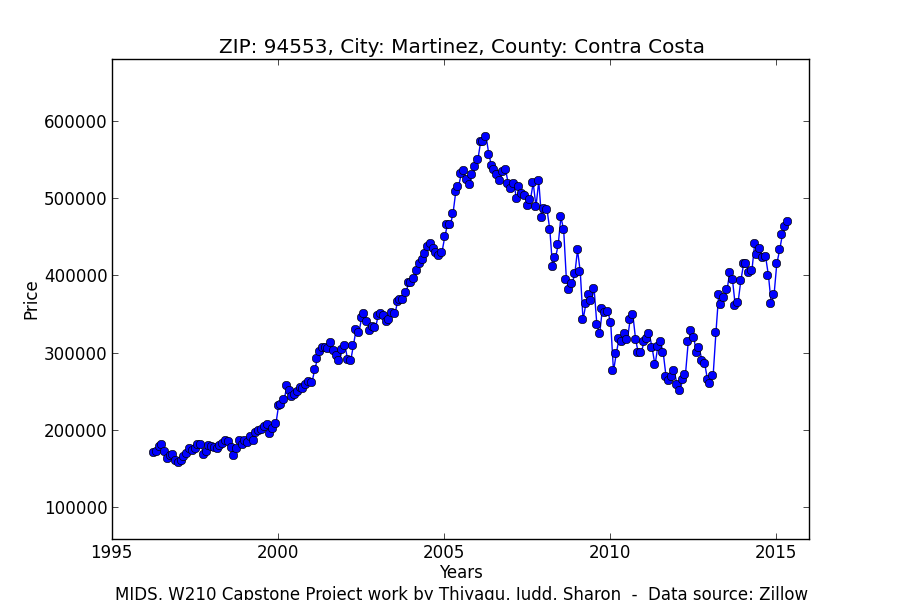 ZIP: 94553, City: Martinez, County: Contra Costa
600000
500000
400000
300000
200000
100000
Price
1995 2000 2005 2010 2015
Years
MIDS, W210 Capstone Project work by Thiyagu, Judd, Sharon - Data source: Zillow